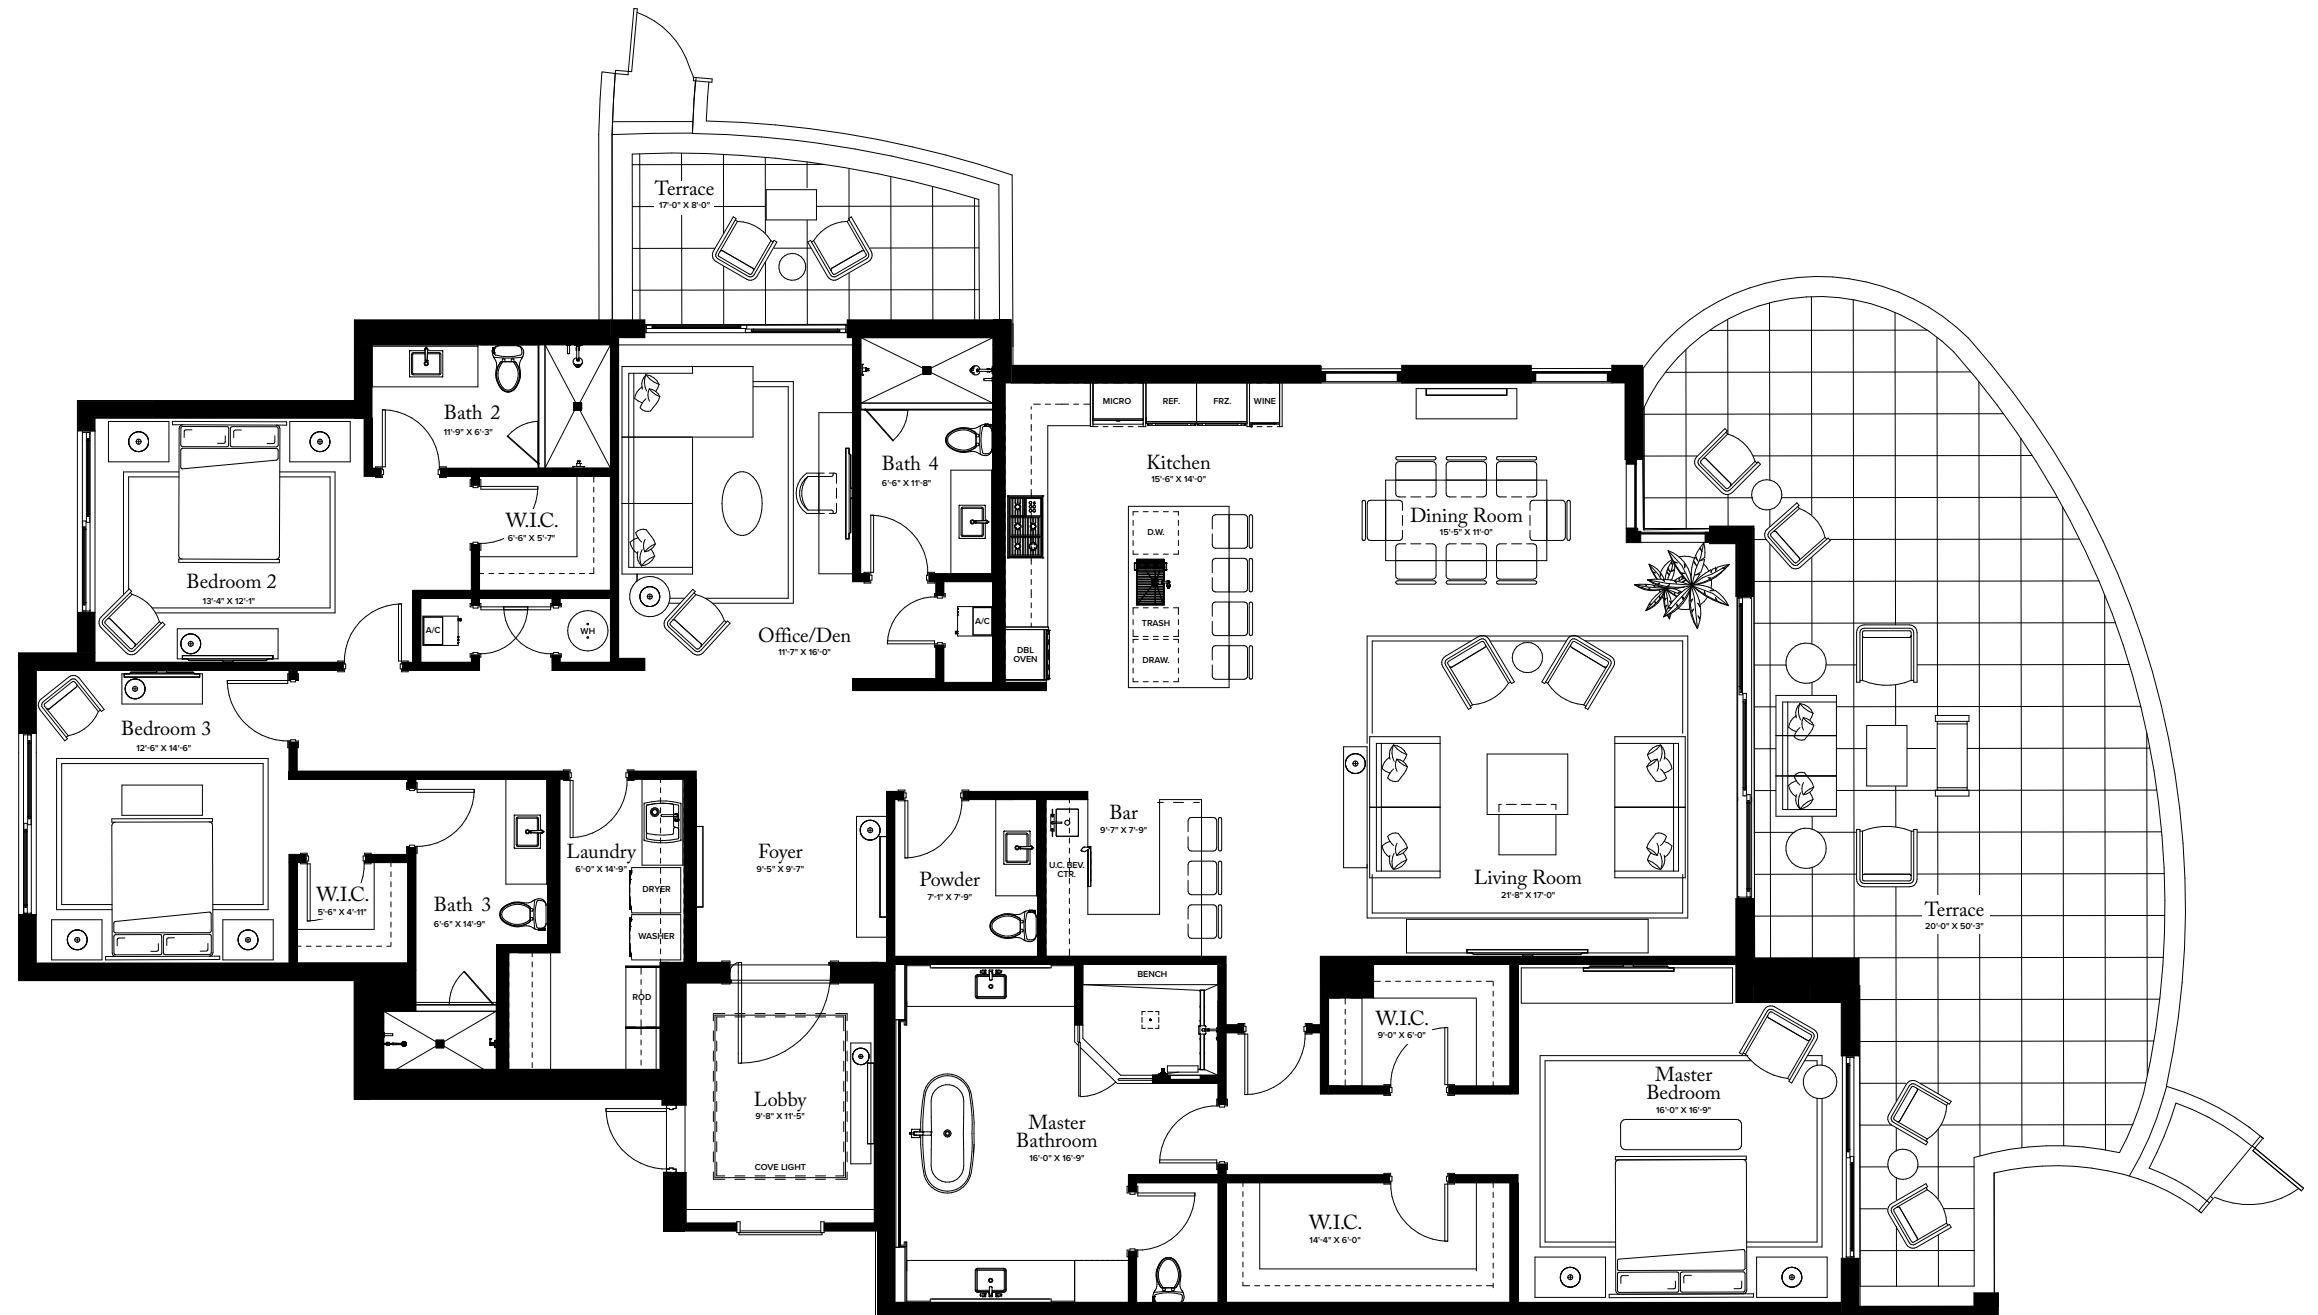 Terrace
17'-0" X 8'-0"
Bath 2
11'-9" X 6'-3"
W.I.C.
6'-6" X 5'-7"
Bedroom 2
13'-4" X 12'-1"
A/C
WH
Office/Den
11'-7" X 16'-0"
Bath 4
6'-6" X 11'-8"
A/C
MICRO
REF.
FRZ.
WINE
Kitchen
15'-6" X 14'-0"
D.W.
TRASH
DRAW.
DBL
OVEN
Dining Room
15'-5" X 11'-0"
Bedroom 3
12'-6" X 14'-6"
W.I.C.
5'-6" X 4'-11"
Bath 3
6'-6" X 14'-9"
Laundry
6'-0" X 14'-9"
DRYER
WASHER
ROD
Foyer
9'-5" X 9'-7"
Powder
7'-1" X 7'-9"
Bar
9'-7" X 7'-9"
U.C. BEV.
CTR.
Living Room
21'-8" X 17'-0"
Terrace
20'-0" X 50'-3"
Lobby
9'-8" X 11'-5"
COVE LIGHT
BENCH
Master
Bathroom
16'-0" X 16'-9"
W.I.C.
9'-0" X 6'-0"
W.I.C.
14'-4" X 6'-0"
Master
Bedroom
16'-0" X 16'-9"